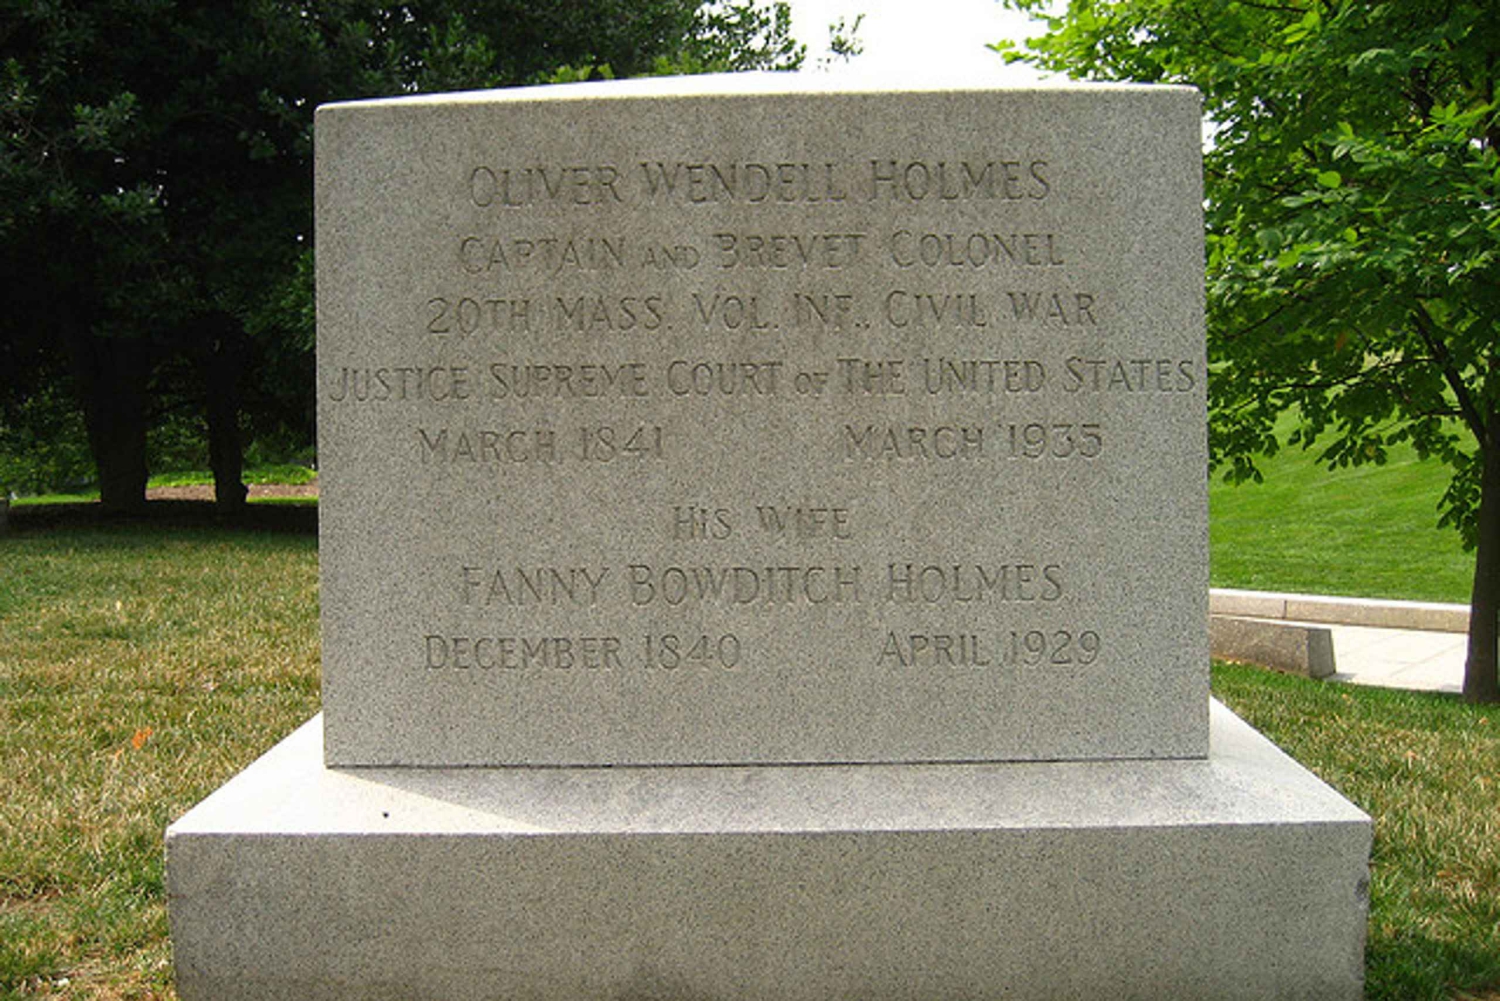 OLIVER WENDELL HOLMES
CAPTAIN AND BREVET COLONEL
20TH MASS. VOL. INF., CIVIL WAR
JUSTICE SUPREME COURT OF THE UNITED STATES
MARCH, 1841 MARCH 1935
HIS WIFE
FANNY BOWDITCH HOLMES
DECEMBER 1840 APRIL 1929